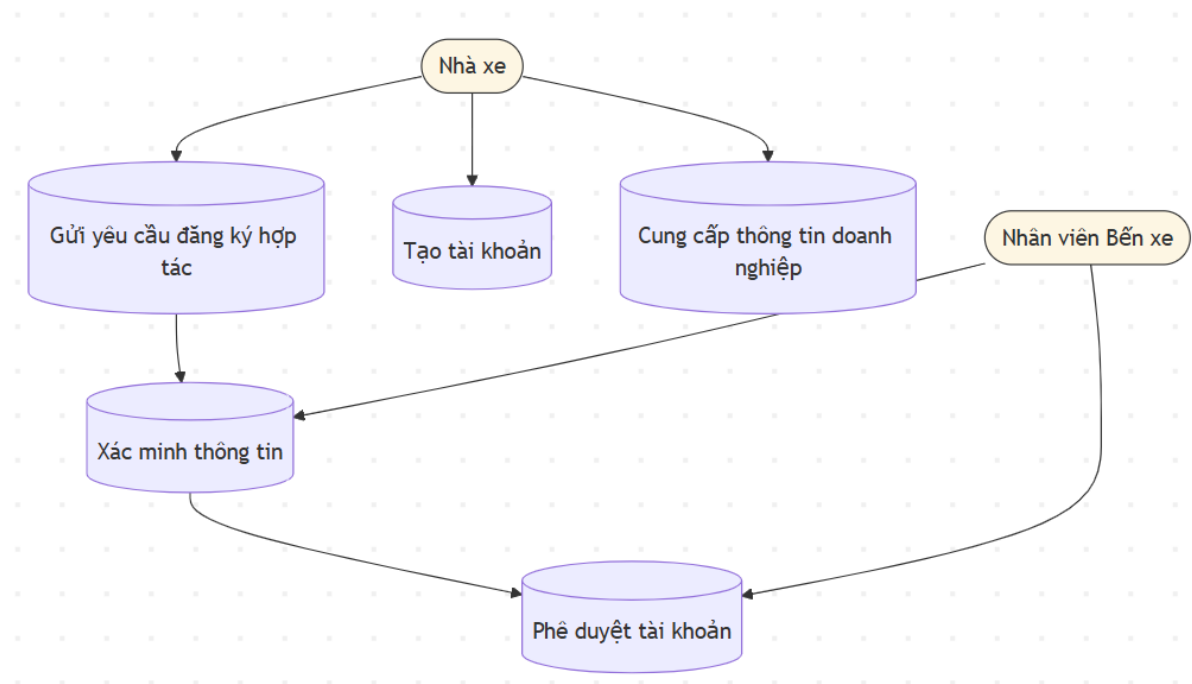 Nhà xe
Gửi yêu cầu đăng ký hợp
tác
Tạo tài khoản
Cung cấp thông tin doanh
nghiệp
Nhân viên Bến xe
Xác minh thông tin
Phê duyệt tài khoản